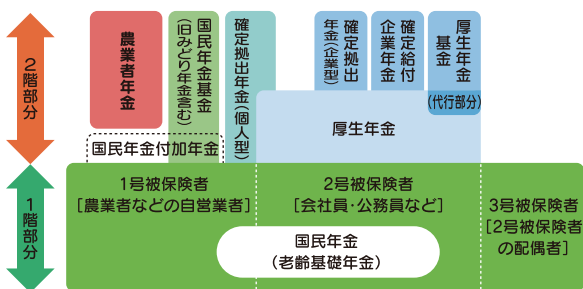 2階部分
1階部分
農業者年金
国民年金基金
(旧みどり年金含む)
確定拠出年金(個人型)
確定拠出
年金(企業型)
確定給付
企業年金
厚生年金
基金
(代行部分)
国民年金付加年金
厚生年金
1号被保険者
[農業者などの自営業者]
2号被保険者
[会社員・公務員など]
3号被保険者
[2号被保険者
の配偶者]
国民年金
(老齢基礎年金)